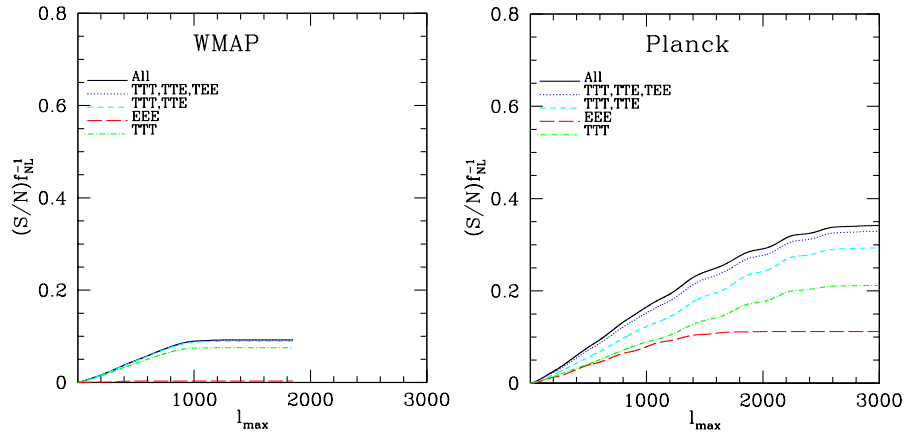 WMAP
All
TTT,TTE,TEE
TTT,TTE
EEE
TTT
(S/N)f_NL^-1
0.8
0.6
0.4
0.2
0
0
1000
2000
3000
l_max
Planck
All
TTT,TTE,TEE
TTT,TTE
EEE
TTT
(S/N)f_NL^-1
0.8
0.6
0.4
0.2
0
1000
2000
3000
l_max